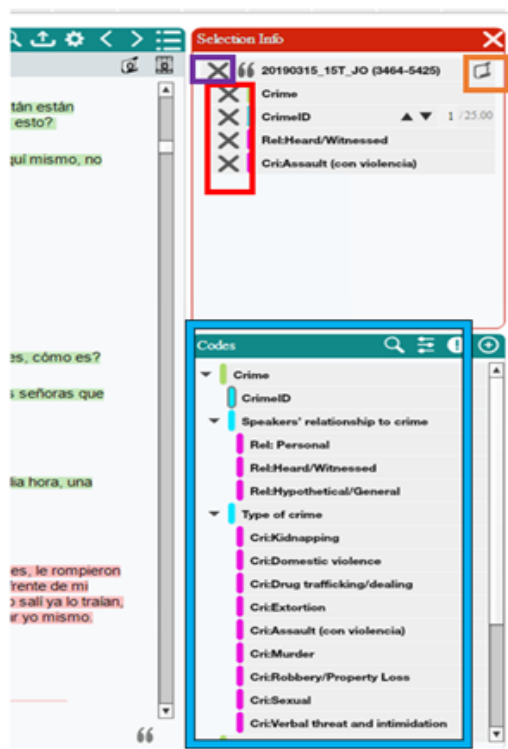 Selection Info
20190315_15T_JO (3464-5425)
Crime
CrimeID 1 /25.00
Rel:Heard/Witnessed
Cri:Assault (con violencia)
tán están
esto?
quí mismo, no
es, cómo es?
s señoras que
lia hora, una
es, le rompieron
frente de mi
o salí ya lo traían,
ar yo mismo.
Codes
Crime
CrimeID
Speakers' relationship to crime
Rel: Personal
Rel:Heard/Witnessed
Rel:Hypothetical/General
Type of crime
Cri:Kidnapping
Cri:Domestic violence
Cri:Drug trafficking/dealing
Cri:Extortion
Cri:Assault (con violencia)
Cri:Murder
Cri:Robbery/Property Loss
Cri:Sexual
Cri:Verbal threat and intimidation